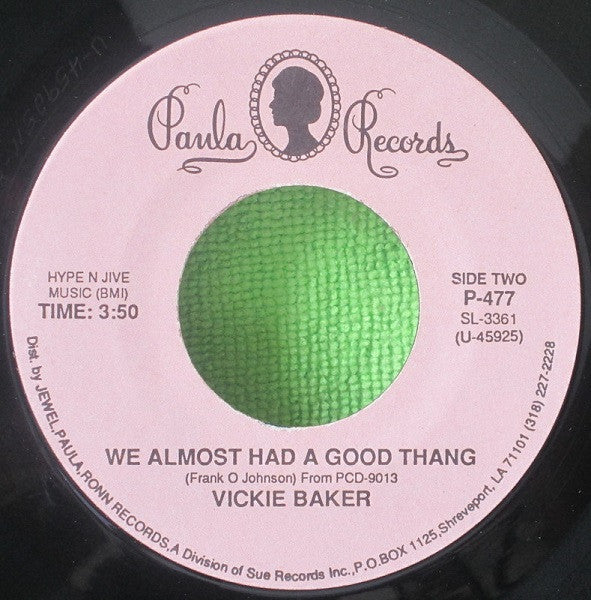 Paula Records
HYPE N JIVE
MUSIC (BMI)
TIME: 3:50
SIDE TWO
P-477
SL-3361
(U-45925)
WE ALMOST HAD A GOOD THANG
(Frank O Johnson) From PCD-9013
VICKIE BAKER
Dist. by JEWEL,PAULA,RONN RECORDS,A Division of Sue Records Inc.,P.O.BOX 1125,Shreveport, LA 71101 (318) 227-2228